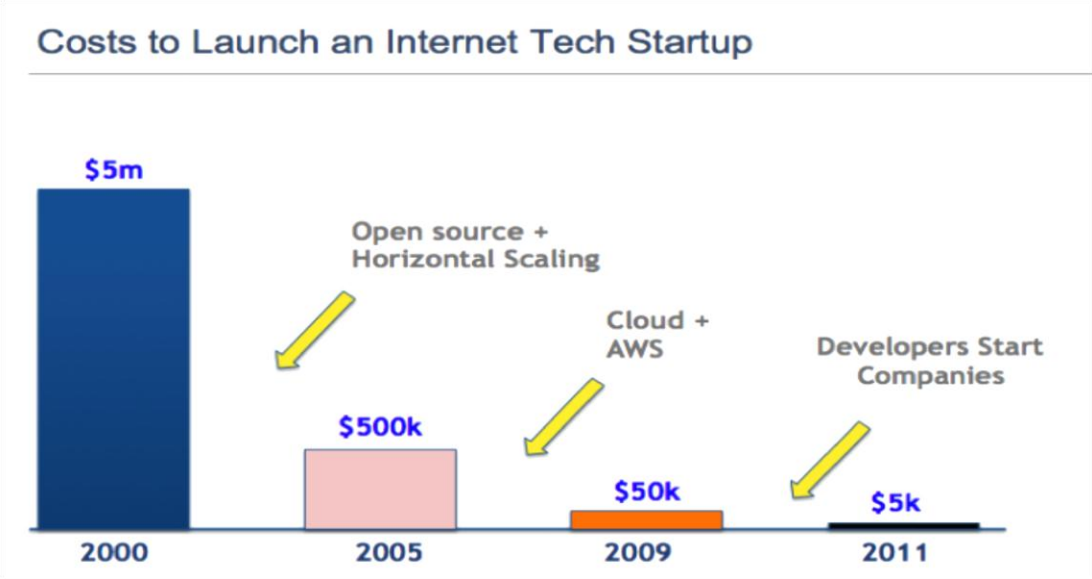 Costs to Launch an Internet Tech Startup
$5m
Open source +
Horizontal Scaling
Cloud +
AWS
Developers Start
Companies
$500k
$50k
$5k
2000
2005
2009
2011